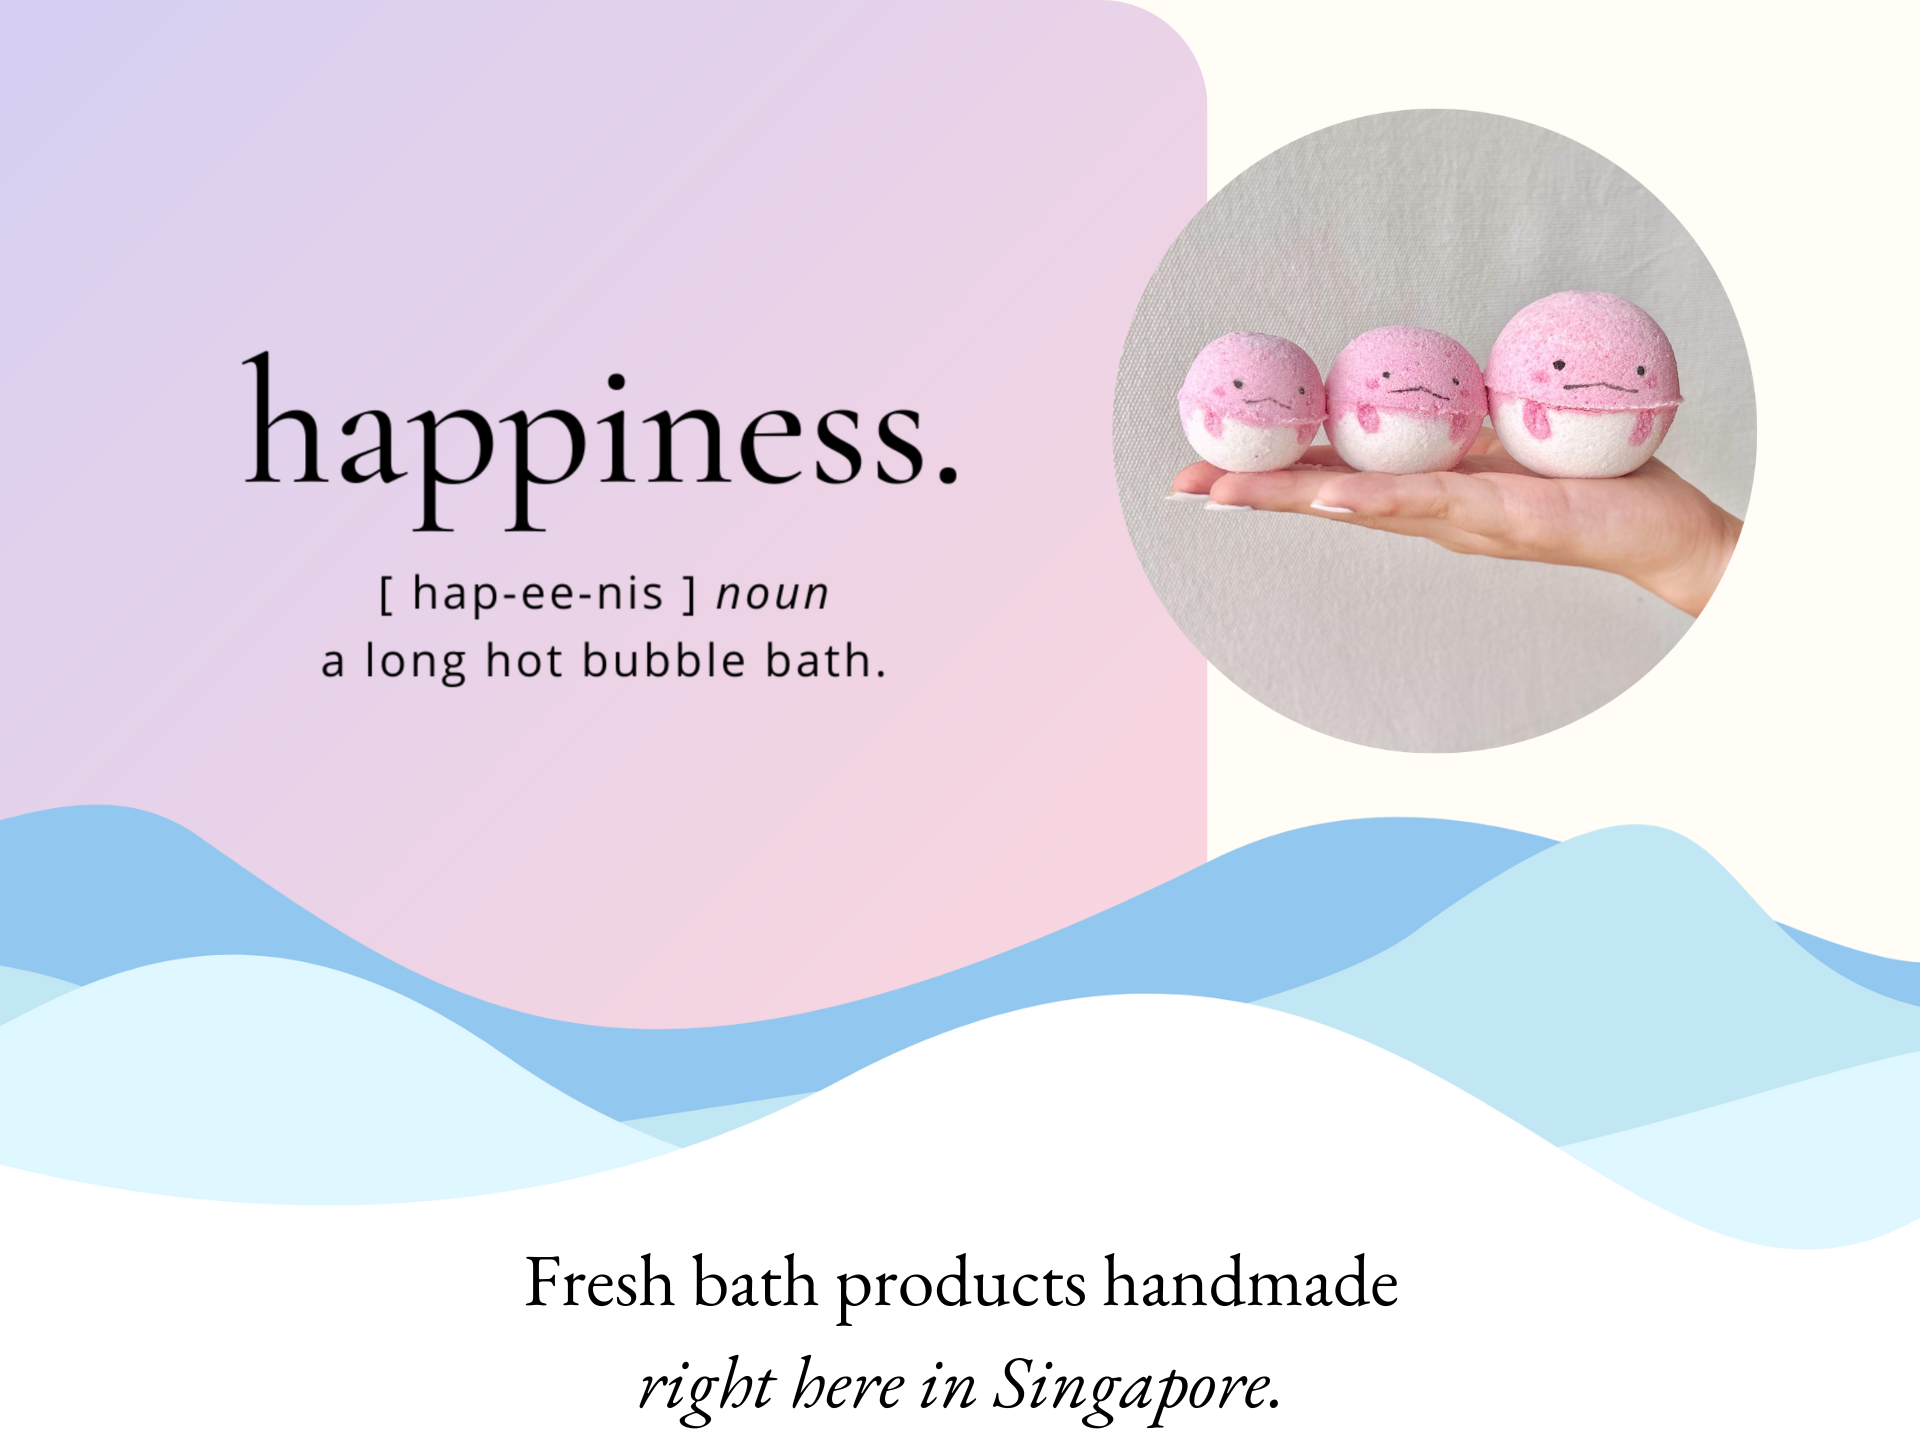 happiness.
[ hap-ee-nis ] noun
a long hot bubble bath.
Fresh bath products handmade
right here in Singapore.